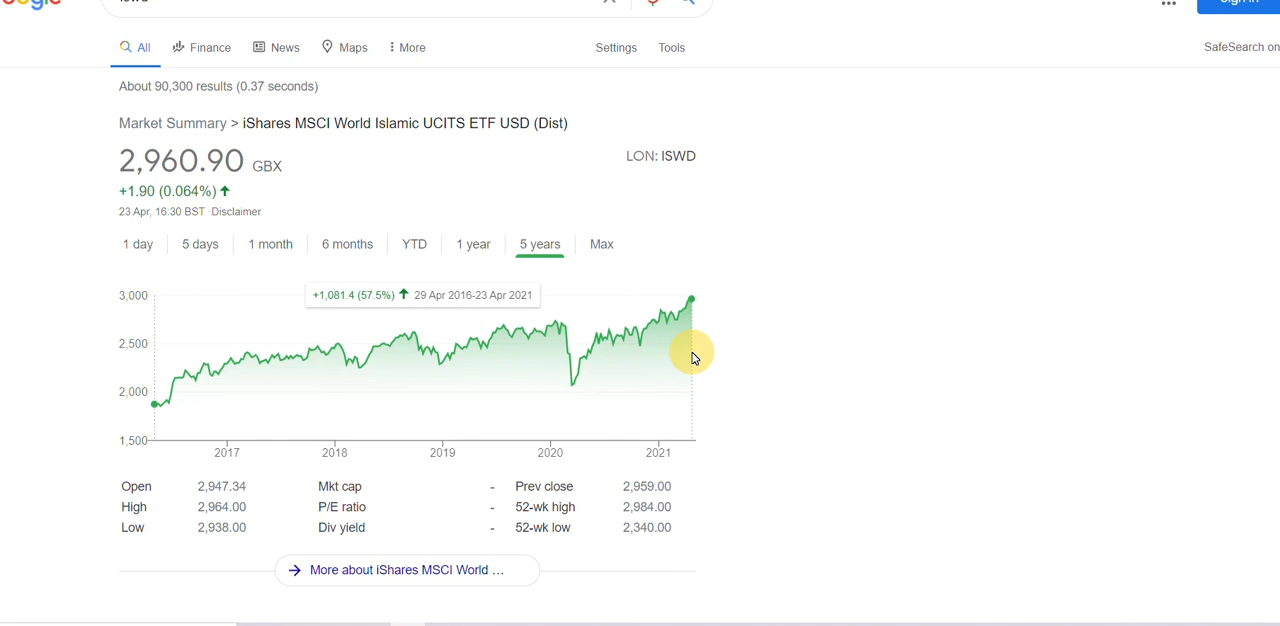 All Finance News Maps More Settings Tools SafeSearch on
About 90,300 results (0.37 seconds)
Market Summary > iShares MSCI World Islamic UCITS ETF USD (Dist)
2,960.90 GBX LON: ISWD
+1.90 (0.064%)
23 Apr, 16:30 BST · Disclaimer
1 day 5 days 1 month 6 months YTD 1 year 5 years Max
+1,081.4 (57.5%) 29 Apr 2016-23 Apr 2021
3,000
2,500
2,000
1,500
2017 2018 2019 2020 2021
Open 2,947.34 Mkt cap - Prev close 2,959.00
High 2,964.00 P/E ratio - 52-wk high 2,984.00
Low 2,938.00 Div yield - 52-wk low 2,340.00
More about iShares MSCI World ...